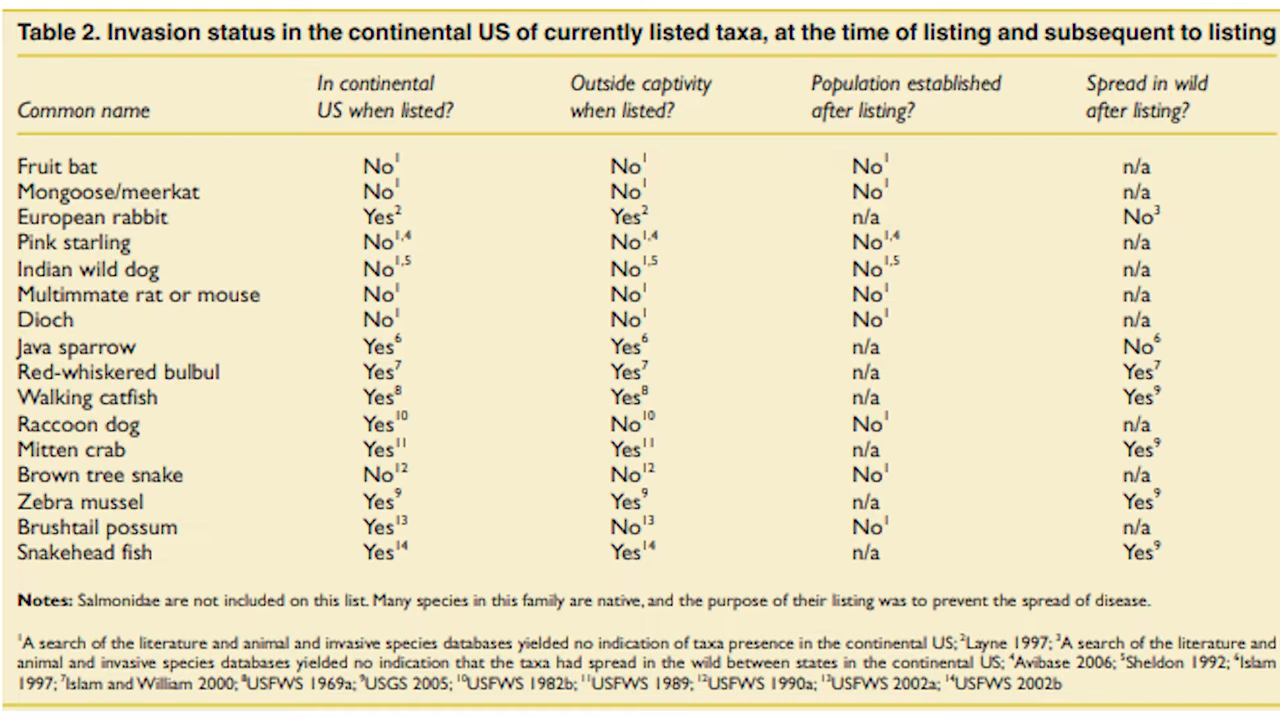 Table 2. Invasion status in the continental US of currently listed taxa, at the time of listing and subsequent to listing
In continental Outside captivity Population established Spread in wild
Common name US when listed? when listed? after listing? after listing?
Fruit bat No¹ No¹ No¹ n/a
Mongoose/meerkat No¹ No¹ No¹ n/a
European rabbit Yes² Yes² n/a No³
Pink starling No¹,⁴ No¹,⁴ No¹,⁴ n/a
Indian wild dog No¹,⁵ No¹,⁵ No¹,⁵ n/a
Multimmate rat or mouse No¹ No¹ No¹ n/a
Dioch No¹ No¹ No¹ n/a
Java sparrow Yes⁶ Yes⁶ n/a No⁶
Red-whiskered bulbul Yes⁷ Yes⁷ n/a Yes⁷
Walking catfish Yes⁸ Yes⁸ n/a Yes⁹
Raccoon dog Yes¹⁰ No¹⁰ No¹ n/a
Mitten crab Yes¹¹ Yes¹¹ n/a Yes⁹
Brown tree snake No¹² No¹² No¹ n/a
Zebra mussel Yes⁹ Yes⁹ n/a Yes⁹
Brushtail possum Yes¹³ No¹³ No¹ n/a
Snakehead fish Yes¹⁴ Yes¹⁴ n/a Yes⁹
Notes: Salmonidae are not included on this list. Many species in this family are native, and the purpose of their listing was to prevent the spread of disease.
¹A search of the literature and animal and invasive species databases yielded no indication of taxa presence in the continental US; ²Layne 1997; ³A search of the literature and
animal and invasive species databases yielded no indication that the taxa had spread in the wild between states in the continental US; ⁴Avibase 2006; ⁵Sheldon 1992; ⁶Islam
1997; ⁷Islam and William 2000; ⁸USFWS 1969a; ⁹USGS 2005; ¹⁰USFWS 1982b; ¹¹USFWS 1989; ¹²USFWS 1990a; ¹³USFWS 2002a; ¹⁴USFWS 2002b